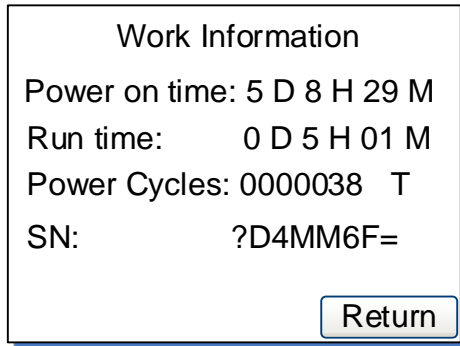 Work Information
Power on time: 5 D 8 H 29 M
Run time: 0 D 5 H 01 M
Power Cycles: 0000038 T
SN: ?D4MM6F=
Return